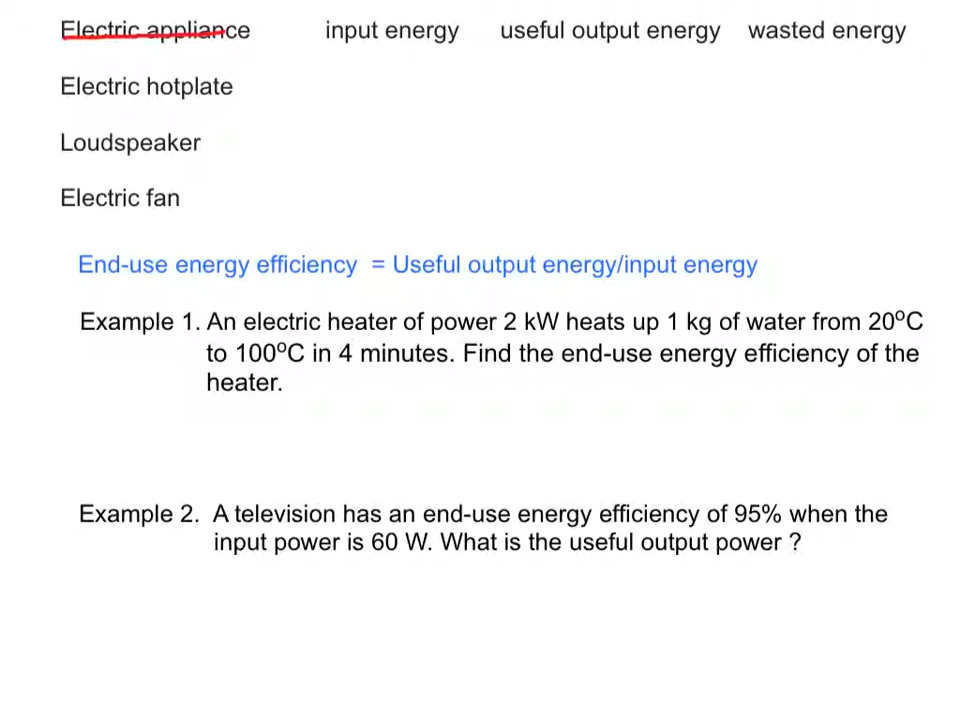 Electric appliance input energy useful output energy wasted energy
Electric hotplate
Loudspeaker
Electric fan
End-use energy efficiency = Useful output energy/input energy
Example 1. An electric heater of power 2 kW heats up 1 kg of water from 20⁰C
to 100⁰C in 4 minutes. Find the end-use energy efficiency of the
heater.
Example 2. A television has an end-use energy efficiency of 95% when the
input power is 60 W. What is the useful output power ?